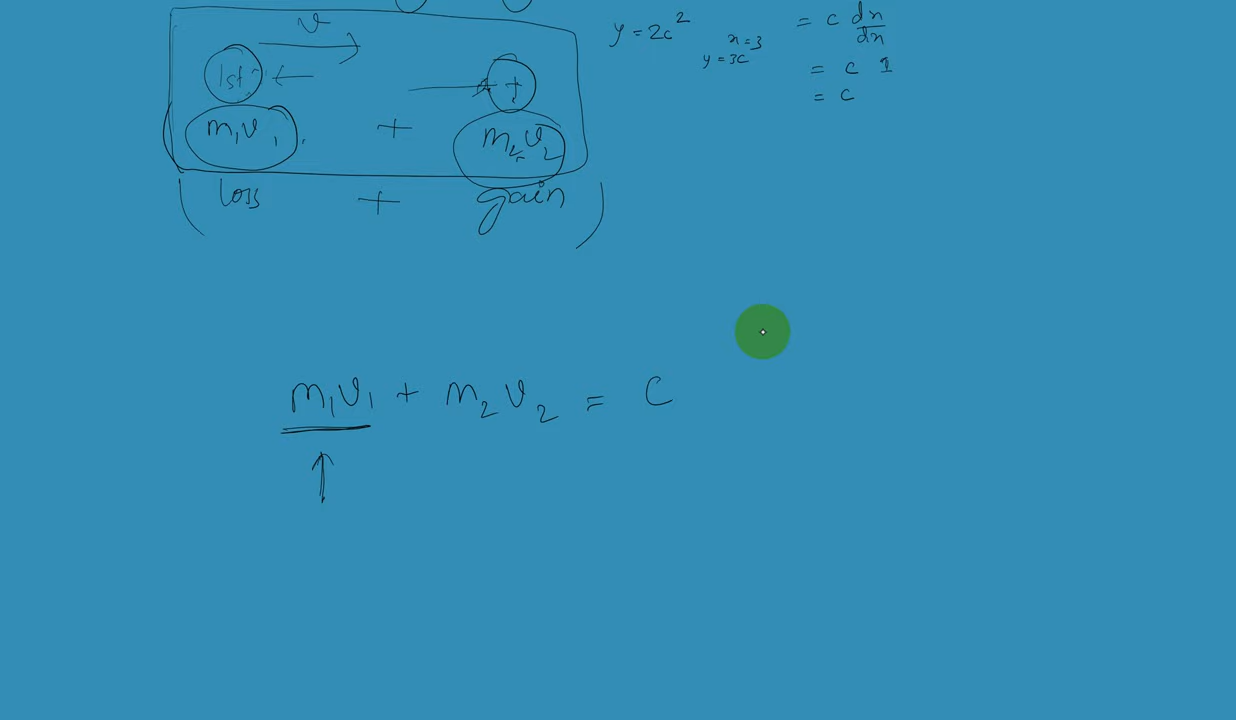 v
1st
m₁v₁ + m₂v₂
loss + gain
y = 2c²
x = 3
y = 3c
= c dx/dx
= c 1
= c
m₁v₁ + m₂v₂ = C